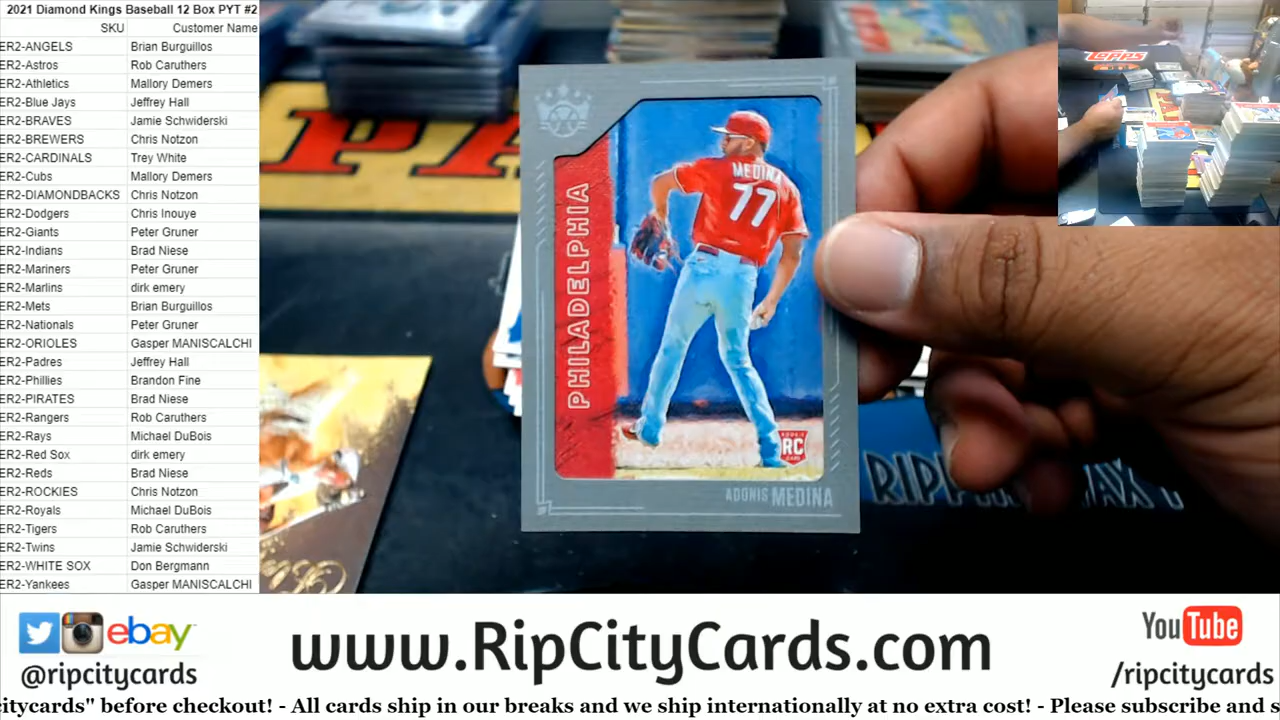 2021 Diamond Kings Baseball 12 Box PYT #2
SKU Customer Name
ER2-ANGELS Brian Burguillos
ER2-Astros Rob Caruthers
ER2-Athletics Mallory Demers
ER2-Blue Jays Jeffrey Hall
ER2-BRAVES Jamie Schwiderski
ER2-BREWERS Chris Notzon
ER2-CARDINALS Trey White
ER2-Cubs Mallory Demers
ER2-DIAMONDBACKS Chris Notzon
ER2-Dodgers Chris Inouye
ER2-Giants Peter Gruner
ER2-Indians Brad Niese
ER2-Mariners Peter Gruner
ER2-Marlins dirk emery
ER2-Mets Brian Burguillos
ER2-Nationals Peter Gruner
ER2-ORIOLES Gasper MANISCALCHI
ER2-Padres Jeffrey Hall
ER2-Phillies Brandon Fine
ER2-PIRATES Brad Niese
ER2-Rangers Rob Caruthers
ER2-Rays Michael DuBois
ER2-Red Sox dirk emery
ER2-Reds Brad Niese
ER2-ROCKIES Chris Notzon
ER2-Royals Michael DuBois
ER2-Tigers Rob Caruthers
ER2-Twins Jamie Schwiderski
ER2-WHITE SOX Don Bergmann
ER2-Yankees Gasper MANISCALCHI
PHILADELPHIA
MEDINA
77
ROOKIE
RC
CARD
ADONIS MEDINA
topps
ebay
@ripcitycards
www.RipCityCards.com
YouTube
/ripcitycards
citycards" before checkout! - All cards ship in our breaks and we ship internationally at no extra cost! - Please subscribe and s